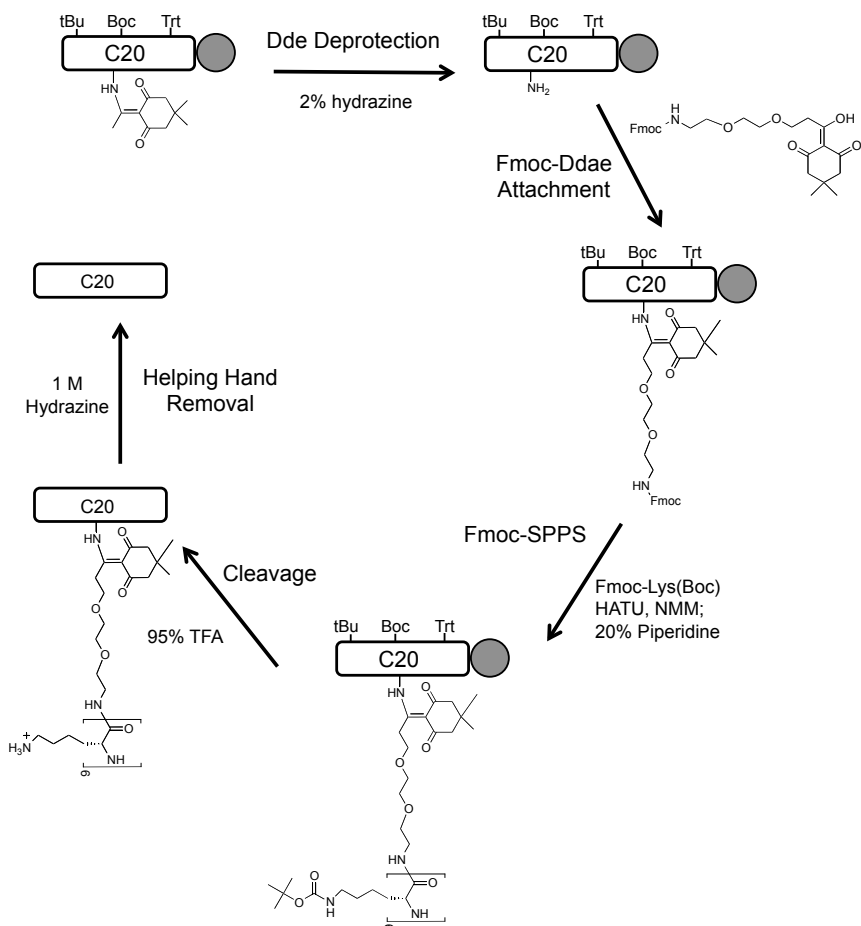 tBu Boc Trt
C20
HN
O
O
Dde Deprotection
2% hydrazine
tBu Boc Trt
C20
NH₂
H
N
Fmoc
O
O
OH
O
O
Fmoc-Ddae
Attachment
tBu Boc Trt
C20
HN
O
O
O
O
HN
Fmoc
Fmoc-SPPS
Fmoc-Lys(Boc)
HATU, NMM;
20% Piperidine
tBu Boc Trt
C20
HN
O
O
O
O
HN
O
O
O
N
H
NH
Cleavage
95% TFA
C20
HN
O
O
O
O
HN
O
H₃N
+
NH
1 M
Hydrazine
Helping Hand
Removal
C20